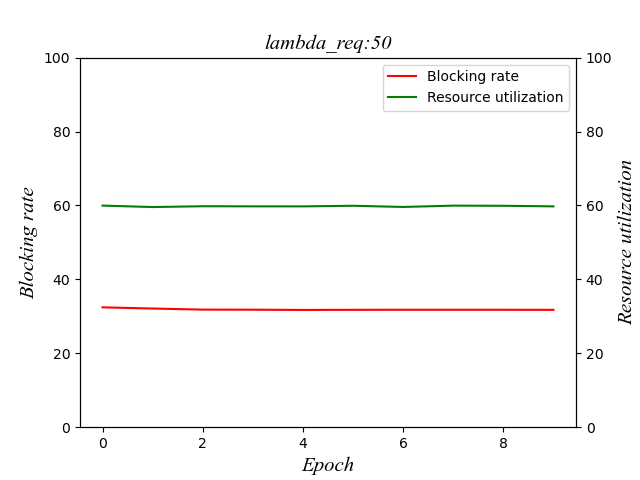 lambda_req:50
Blocking rate
Resource utilization
100
80
60
40
20
0
Blocking rate
100
80
60
40
20
0
Resource utilization
0 2 4 6 8
Epoch